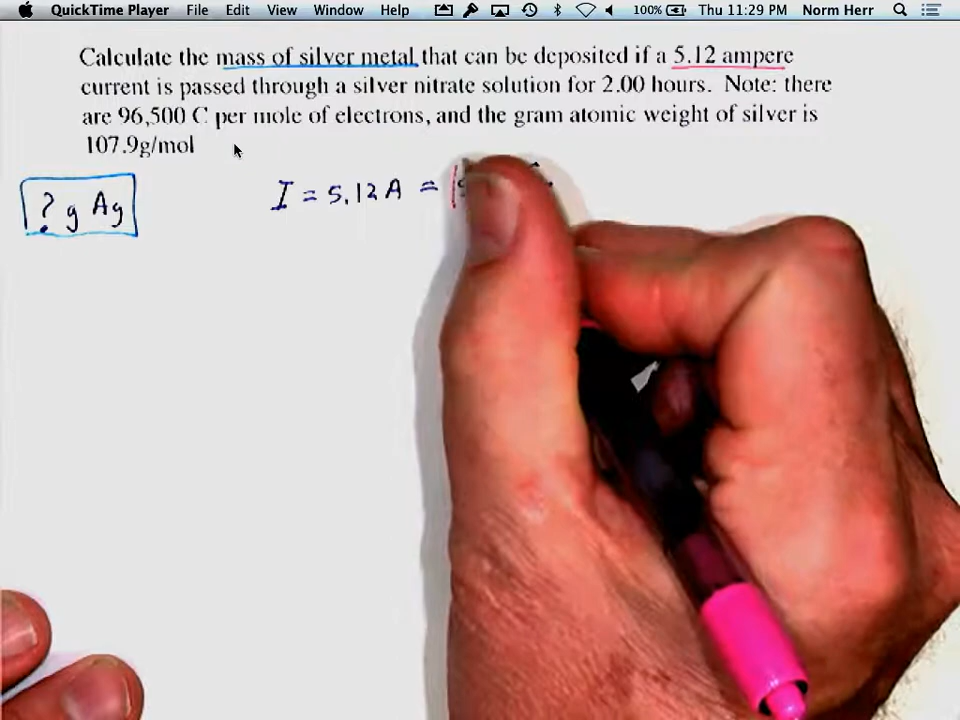 QuickTime Player File Edit View Window Help 100% Thu 11:29 PM Norm Herr
Calculate the mass of silver metal that can be deposited if a 5.12 ampere
current is passed through a silver nitrate solution for 2.00 hours. Note: there
are 96,500 C per mole of electrons, and the gram atomic weight of silver is
107.9g/mol
? g Ag
I = 5.12 A =